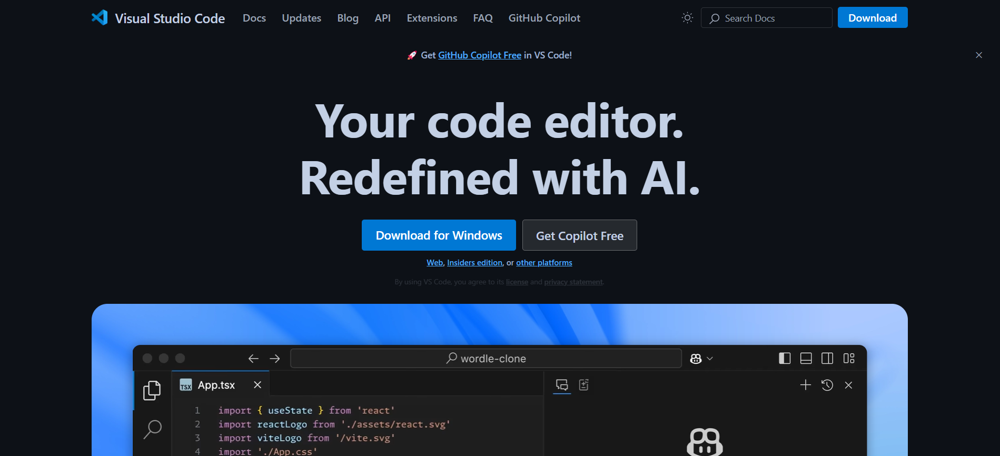 Visual Studio Code Docs Updates Blog API Extensions FAQ GitHub Copilot Search Docs Download
🚀 Get GitHub Copilot Free in VS Code!
Your code editor.
Redefined with AI.
Download for Windows Get Copilot Free
Web, Insiders edition, or other platforms
By using VS Code, you agree to its license and privacy statement.
wordle-clone
TSX App.tsx
1 import { useState } from 'react'
2 import reactLogo from './assets/react.svg'
3 import viteLogo from '/vite.svg'
4 import './App.css'